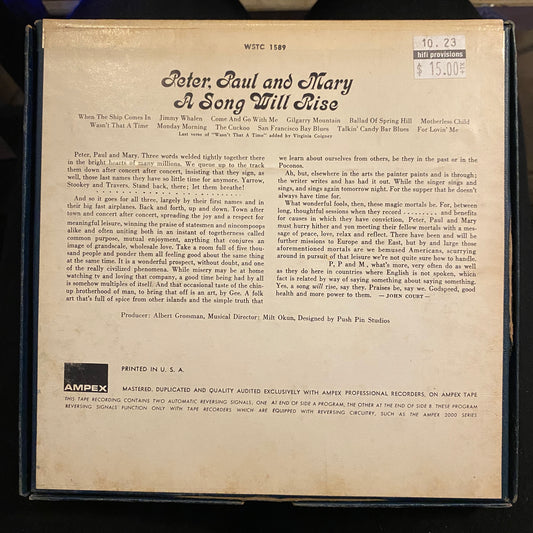 WSTC 1589
10. 23
hifi provisions
$ 15.00
Peter, Paul and Mary
A Song Will Rise
When The Ship Comes In Jimmy Whalen Come And Go With Me Gilgarry Mountain Ballad Of Spring Hill Motherless Child
Wasn't That A Time Monday Morning The Cuckoo San Francisco Bay Blues Talkin' Candy Bar Blues For Lovin' Me
Last verse of "Wasn't That A Time" added by Virginia Coigney
Peter, Paul and Mary. Three words welded tightly together there
in the bright hearts of many millions. We queue up to the track
them down after concert after concert, insisting that they sign, as
well, those last names they have so little time for anymore. Yarrow,
Stookey and Travers. Stand back, there; let them breathe!
And so it goes for all three, largely by their first names and in
their big fast airplanes. Back and forth, up and down. Town after
town and concert after concert, spreading the joy and a respect for
meaningful leisure, winning the praise of statesmen and nincompoops
alike and often uniting both in an instant of togetherness called
common purpose, mutual enjoyment, anything that conjures an
image of grandscale, wholesale love. Take a room full of five thou-
sand people and ponder them all feeling good about the same thing
at the same time. It is a wonderful prospect, without doubt, and one
of the really civilized phenomena. While misery may be at home
watching tv and loving that company, a good time being had by all
is somehow multiples of itself. And that occasional taste of the chin-
up brotherhood of man, to bring that off is an art, by Gee. A folk
art that's full of spice from other islands and the simple truth that
we learn about ourselves from others, be they in the past or in the
Poconos.
Ah, but, elsewhere in the arts the painter paints and is through;
the writer writes and has had it out. While the singer sings and
sings, and sings again tomorrow night. For the supper that he doesn't
always have time for.
What wonderful fools, then, these magic mortals be. For, between
long, thoughtful sessions when they record ......... and benefits
for causes in which they have conviction, Peter, Paul and Mary
must hurry hither and yon meeting their fellow mortals with a mes-
sage of peace, love, relax and reflect. There have been and will be
further missions to Europe and the East, but by and large those
aforementioned mortals are we bemused Americans, scurrying
around in pursuit of that leisure we're not quite sure how to handle.
P, P and M, what's more, very often do as well
as they do here in countries where English is not spoken, which
fact is related by way of saying something about saying something.
Yes, a song will rise, say they. Praises be, say we. Godspeed, good
health and more power to them. — JOHN COURT —
Producer: Albert Grossman, Musical Director: Milt Okun, Designed by Push Pin Studios
AMPEX
PRINTED IN U. S. A.
MASTERED, DUPLICATED AND QUALITY AUDITED EXCLUSIVELY WITH AMPEX PROFESSIONAL RECORDERS, ON AMPEX TAPE
THIS TAPE RECORDING CONTAINS TWO AUTOMATIC REVERSING SIGNALS, ONE AT END OF SIDE A PROGRAM, THE OTHER AT THE END OF SIDE B. THESE PROGRAM
REVERSING SIGNALS FUNCTION ONLY WITH TAPE RECORDERS WHICH ARE EQUIPPED WITH REVERSING CIRCUITRY, SUCH AS THE AMPEX 2000 SERIES